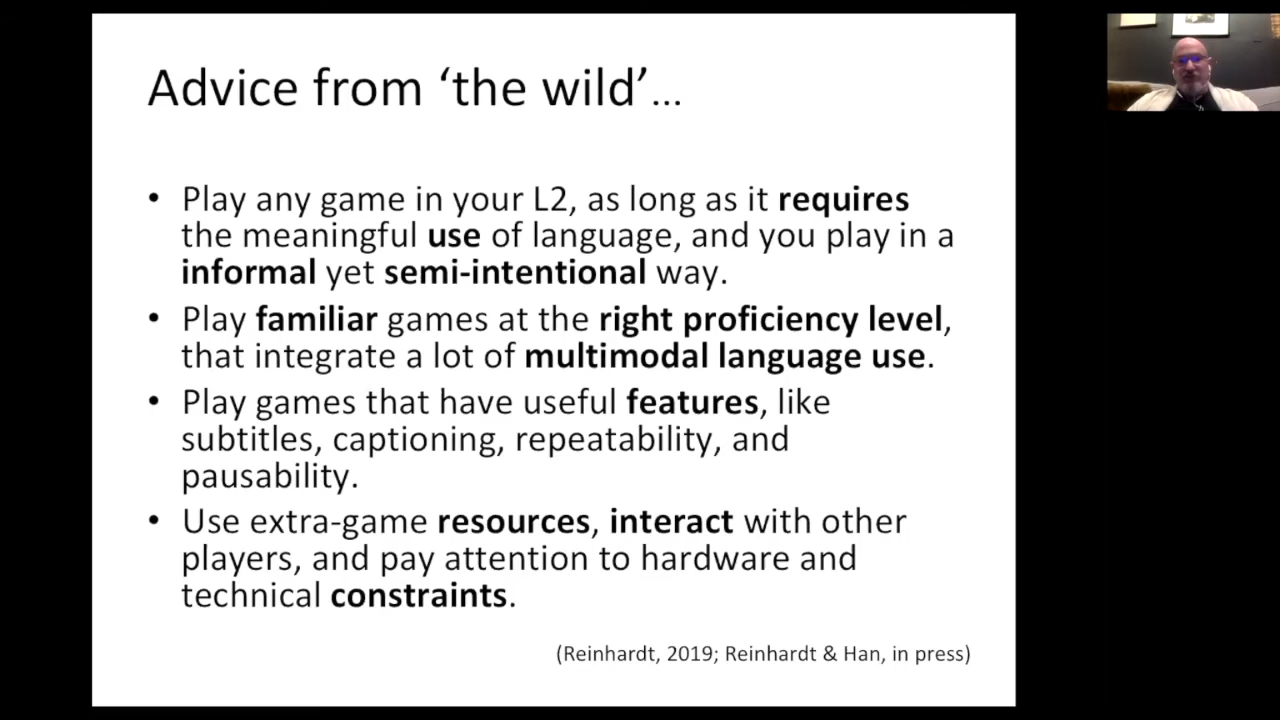 Advice from ‘the wild’...
• Play any game in your L2, as long as it requires
the meaningful use of language, and you play in a
informal yet semi-intentional way.
• Play familiar games at the right proficiency level,
that integrate a lot of multimodal language use.
• Play games that have useful features, like
subtitles, captioning, repeatability, and
pausability.
• Use extra-game resources, interact with other
players, and pay attention to hardware and
technical constraints.
(Reinhardt, 2019; Reinhardt & Han, in press)